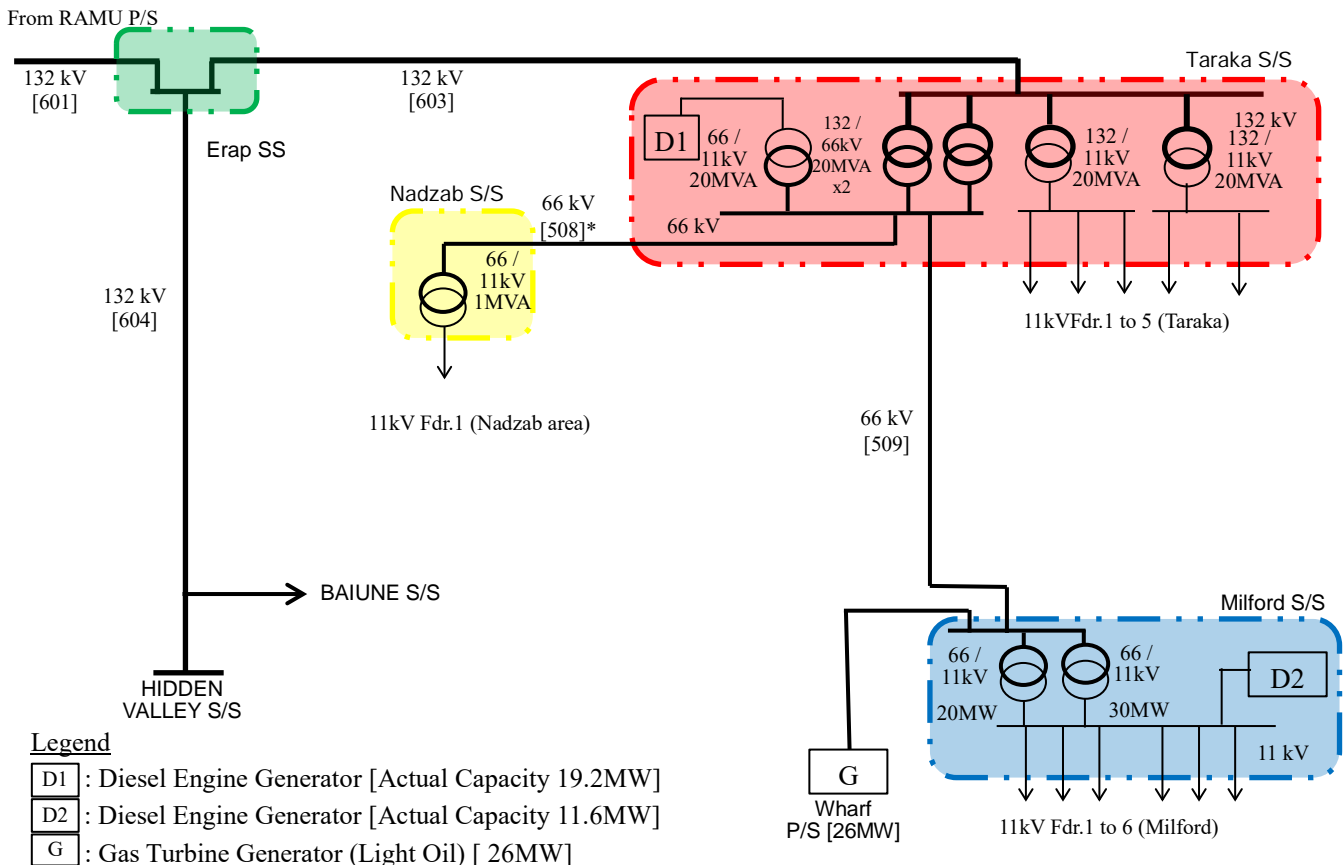 From RAMU P/S
132 kV
[601]
132 kV
[603]
Erap SS
Taraka S/S
D1
66 /
11kV
20MVA
132 /
66kV
20MVA
x2
132 /
11kV
20MVA
132 kV
132 /
11kV
20MVA
66 kV
11kVFdr.1 to 5 (Taraka)
Nadzab S/S
66 kV
[508]*
66 /
11kV
1MVA
11kV Fdr.1 (Nadzab area)
132 kV
[604]
66 kV
[509]
BAIUNE S/S
HIDDEN
VALLEY S/S
Milford S/S
66 /
11kV
20MW
66 /
11kV
30MW
D2
11 kV
11kV Fdr.1 to 6 (Milford)
G
Wharf
P/S [26MW]
Legend
D1 : Diesel Engine Generator [Actual Capacity 19.2MW]
D2 : Diesel Engine Generator [Actual Capacity 11.6MW]
G : Gas Turbine Generator (Light Oil) [ 26MW]